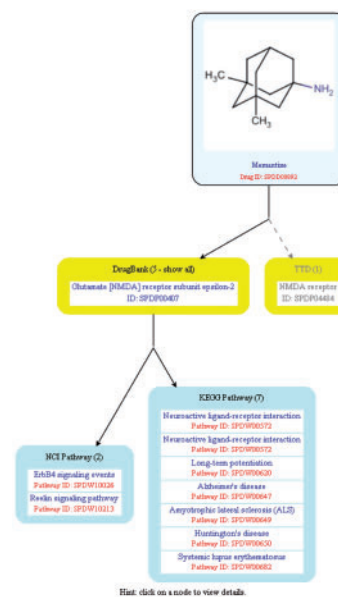 H₃C
NH₂
CH₃
Memantine
Drug ID: SPDD00692
DrugBank (5 - show all)
Glutamate [NMDA] receptor subunit epsilon-2
ID: SPDP00407
TTD (1)
NMDA receptor
ID: SPDP04484
NCI Pathway (2)
ErbB4 signaling events
Pathway ID: SPDW10026
Reelin signaling pathway
Pathway ID: SPDW10213
KEGG Pathway (7)
Neuroactive ligand-receptor interaction
Pathway ID: SPDW00572
Neuroactive ligand-receptor interaction
Pathway ID: SPDW00572
Long-term potentiation
Pathway ID: SPDW00620
Alzheimer's disease
Pathway ID: SPDW00647
Amyotrophic lateral sclerosis (ALS)
Pathway ID: SPDW00649
Huntington's disease
Pathway ID: SPDW00650
Systemic lupus erythematosus
Pathway ID: SPDW00682
Hint: click on a node to view details.